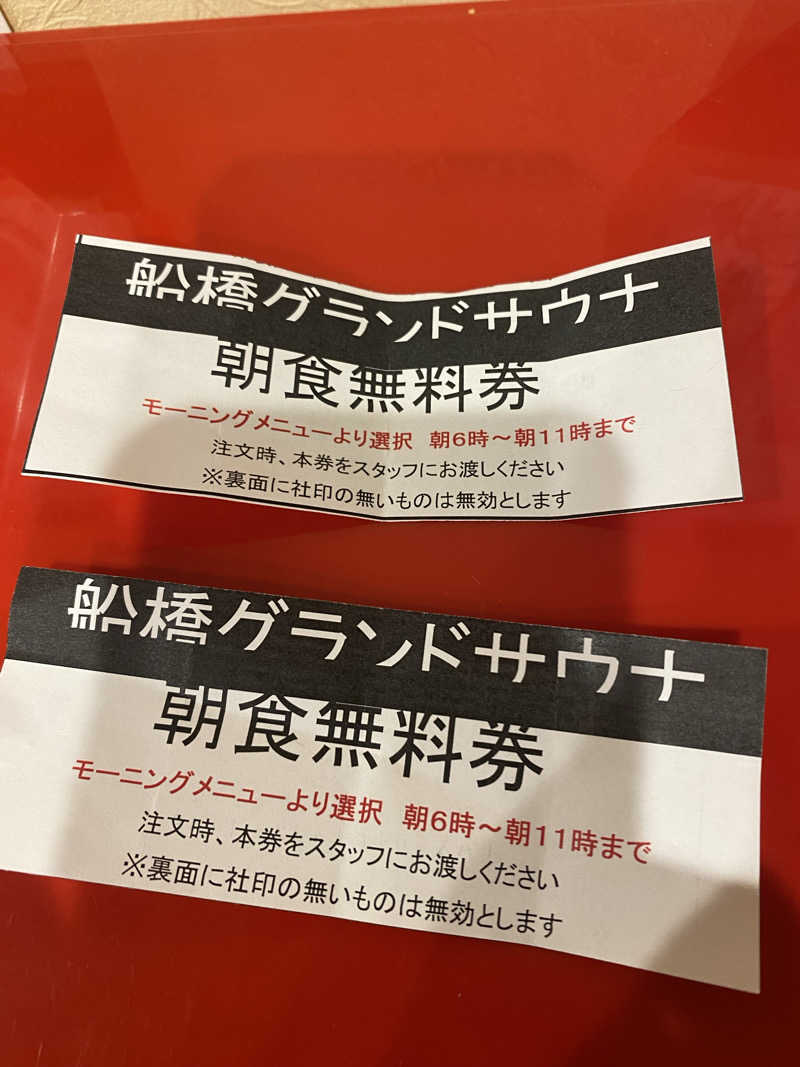 船橋グランドサウナ
朝食無料券
モーニングメニューより選択 朝6時～朝11時まで
注文時、本券をスタッフにお渡しください
※裏面に社印の無いものは無効とします
船橋グランドサウナ
朝食無料券
モーニングメニューより選択 朝6時～朝11時まで
注文時、本券をスタッフにお渡しください
※裏面に社印の無いものは無効とします